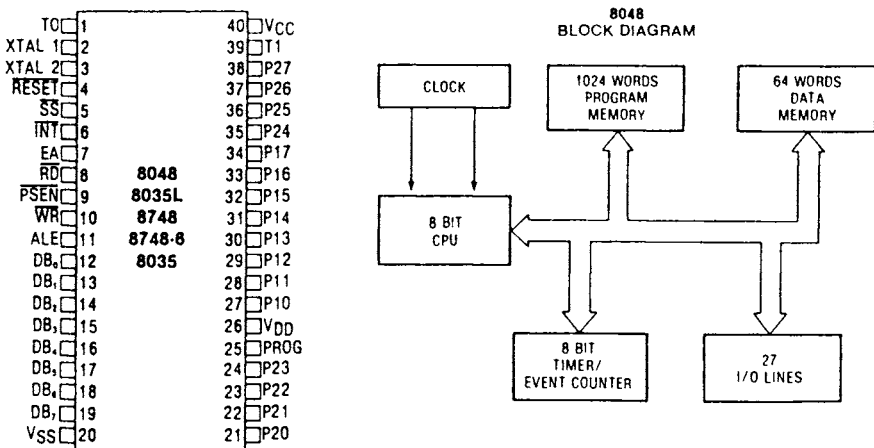 TO 1 40 VCC
XTAL 1 2 39 T1
XTAL 2 3 38 P27
RESET 4 37 P26
SS 5 36 P25
INT 6 35 P24
EA 7 34 P17
RD 8 8048 33 P16
PSEN 9 8035L 32 P15
WR 10 8748 31 P14
ALE 11 8748-6 30 P13
DB₀ 12 8035 29 P12
DB₁ 13 28 P11
DB₂ 14 27 P10
DB₃ 15 26 VDD
DB₄ 16 25 PROG
DB₅ 17 24 P23
DB₆ 18 23 P22
DB₇ 19 22 P21
VSS 20 21 P20
8048
BLOCK DIAGRAM
CLOCK
1024 WORDS
PROGRAM
MEMORY
64 WORDS
DATA
MEMORY
8 BIT
CPU
8 BIT
TIMER/
EVENT COUNTER
27
I/O LINES